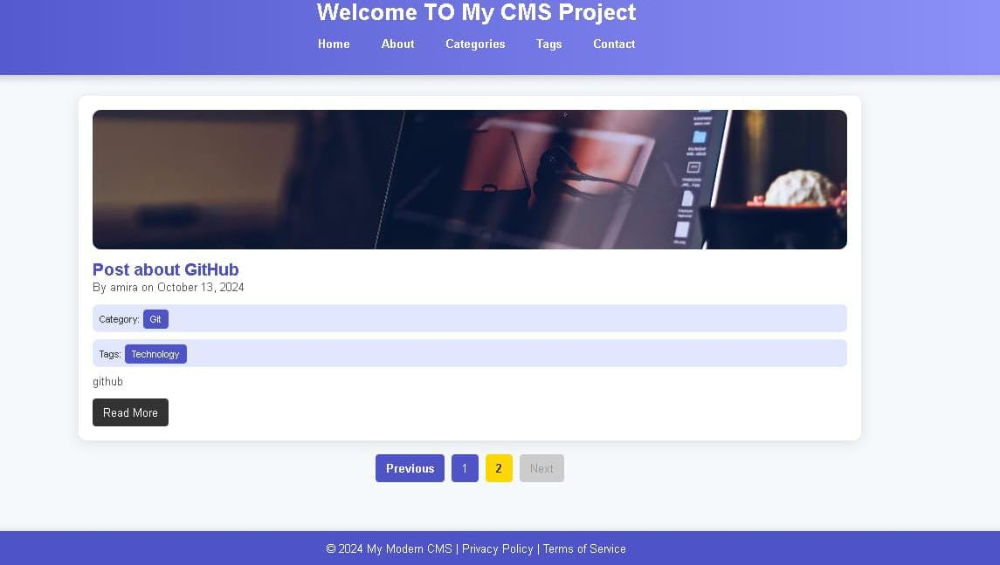 Welcome TO My CMS Project
Home About Categories Tags Contact
Post about GitHub
By amira on October 13, 2024
Category: Git
Tags: Technology
github
Read More
Previous 1 2 Next
© 2024 My Modern CMS | Privacy Policy | Terms of Service